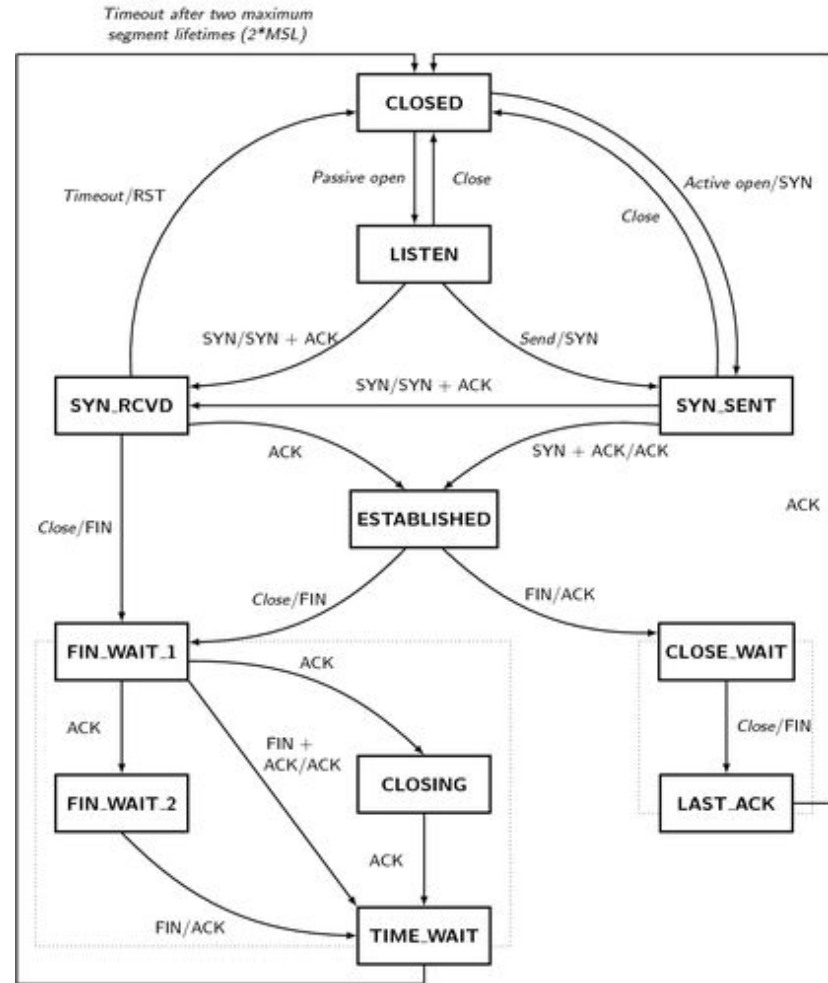 Timeout after two maximum
segment lifetimes (2*MSL)
CLOSED
Passive open
Close
Timeout/RST
Active open/SYN
Close
LISTEN
SYN/SYN + ACK
Send/SYN
SYN/SYN + ACK
SYN_RCVD
SYN_SENT
ACK
SYN + ACK/ACK
ACK
ESTABLISHED
Close/FIN
Close/FIN
FIN/ACK
FIN_WAIT_1
CLOSE_WAIT
ACK
ACK
FIN +
ACK/ACK
Close/FIN
CLOSING
FIN_WAIT_2
LAST_ACK
ACK
FIN/ACK
TIME_WAIT